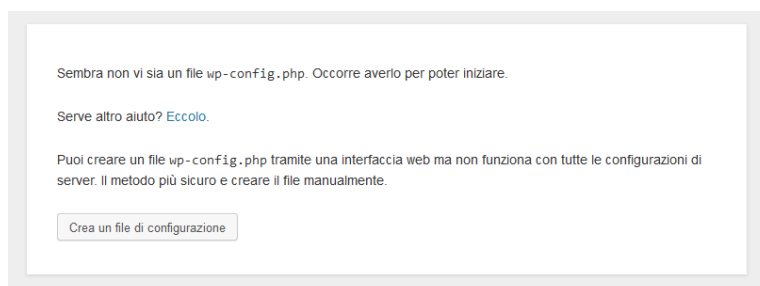 Sembra non vi sia un file wp-config.php. Occorre averlo per poter iniziare.
Serve altro aiuto? Eccolo.
Puoi creare un file wp-config.php tramite una interfaccia web ma non funziona con tutte le configurazioni di
server. Il metodo più sicuro e creare il file manualmente.
Crea un file di configurazione